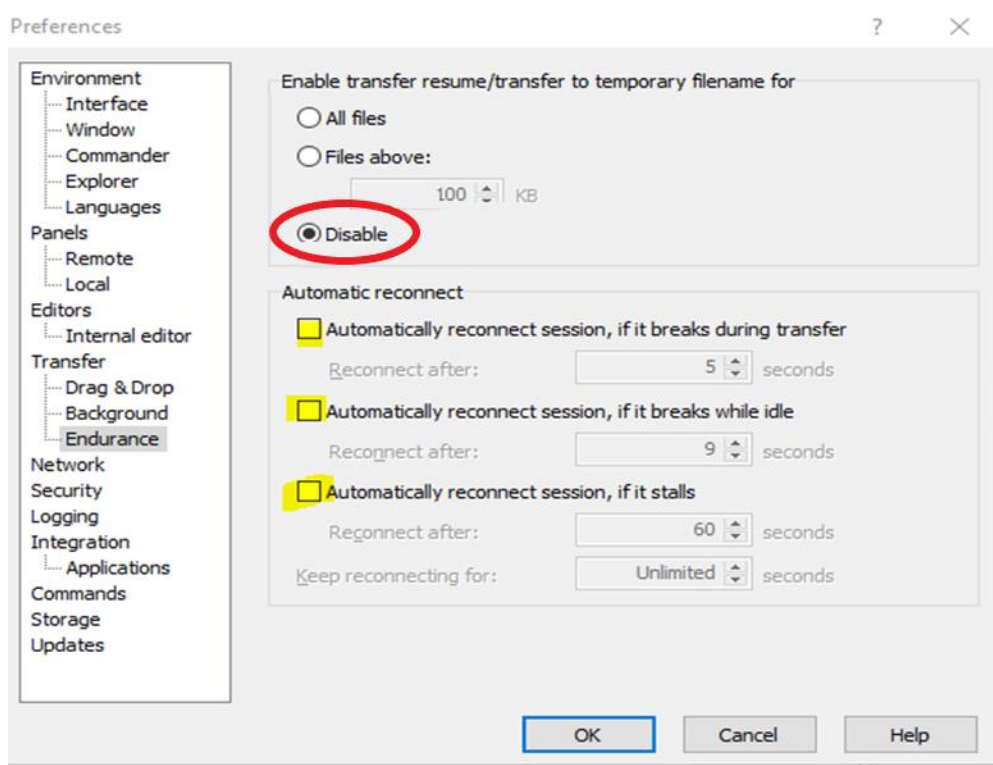 Preferences
?
Environment
Interface
Window
Commander
Explorer
Languages
Panels
Remote
Local
Editors
Internal editor
Transfer
Drag & Drop
Background
Endurance
Network
Security
Logging
Integration
Applications
Commands
Storage
Updates
Enable transfer resume/transfer to temporary filename for
All files
Files above:
100 KB
Disable
Automatic reconnect
Automatically reconnect session, if it breaks during transfer
Reconnect after: 5 seconds
Automatically reconnect session, if it breaks while idle
Reconnect after: 9 seconds
Automatically reconnect session, if it stalls
Reconnect after: 60 seconds
Keep reconnecting for: Unlimited seconds
OK Cancel Help